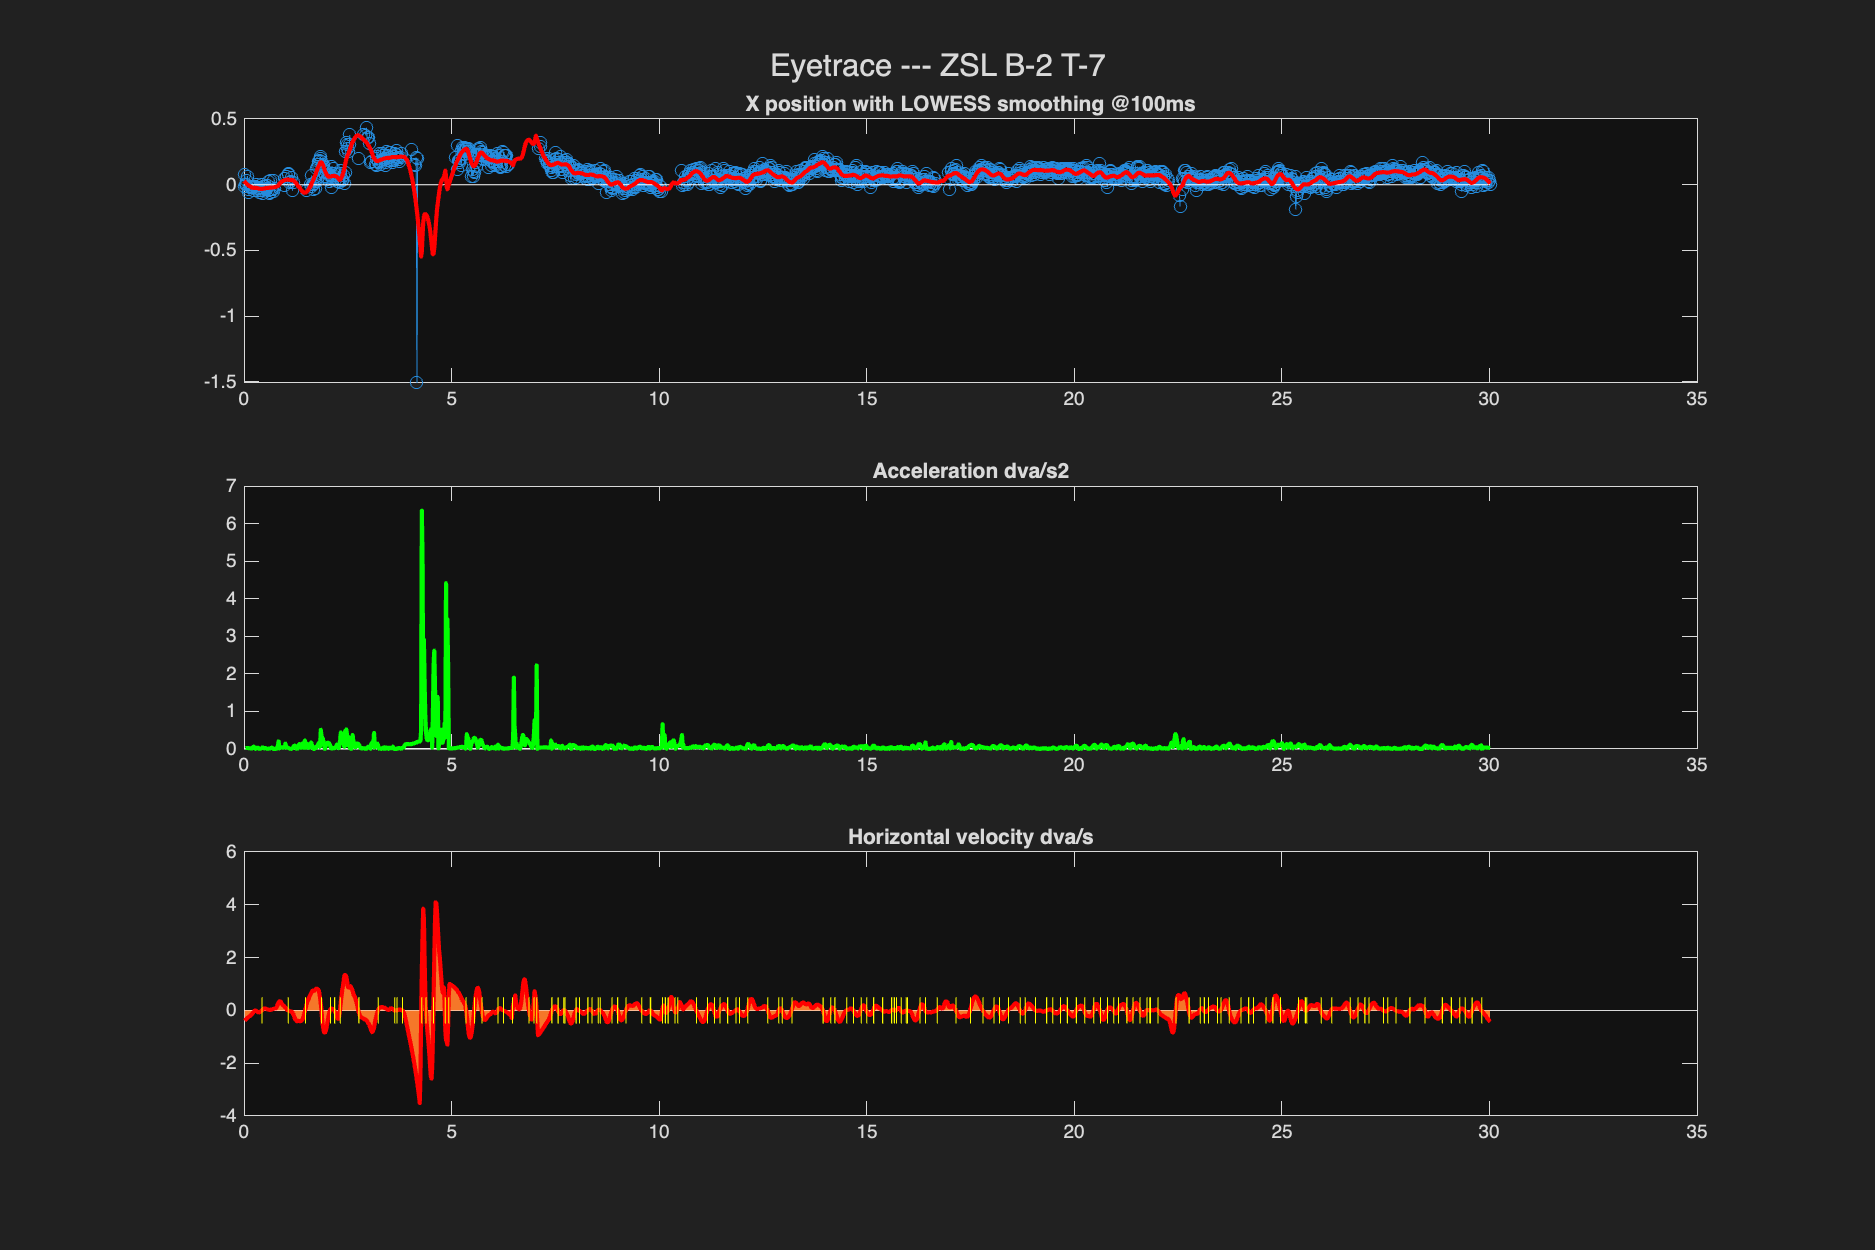 Eyetrace --- ZSL B-2 T-7
X position with LOWESS smoothing @100ms
0.5
0
-0.5
-1
-1.5
0 5 10 15 20 25 30 35
Acceleration dva/s2
7
6
5
4
3
2
1
0
0 5 10 15 20 25 30 35
Horizontal velocity dva/s
6
4
2
0
-2
-4
0 5 10 15 20 25 30 35